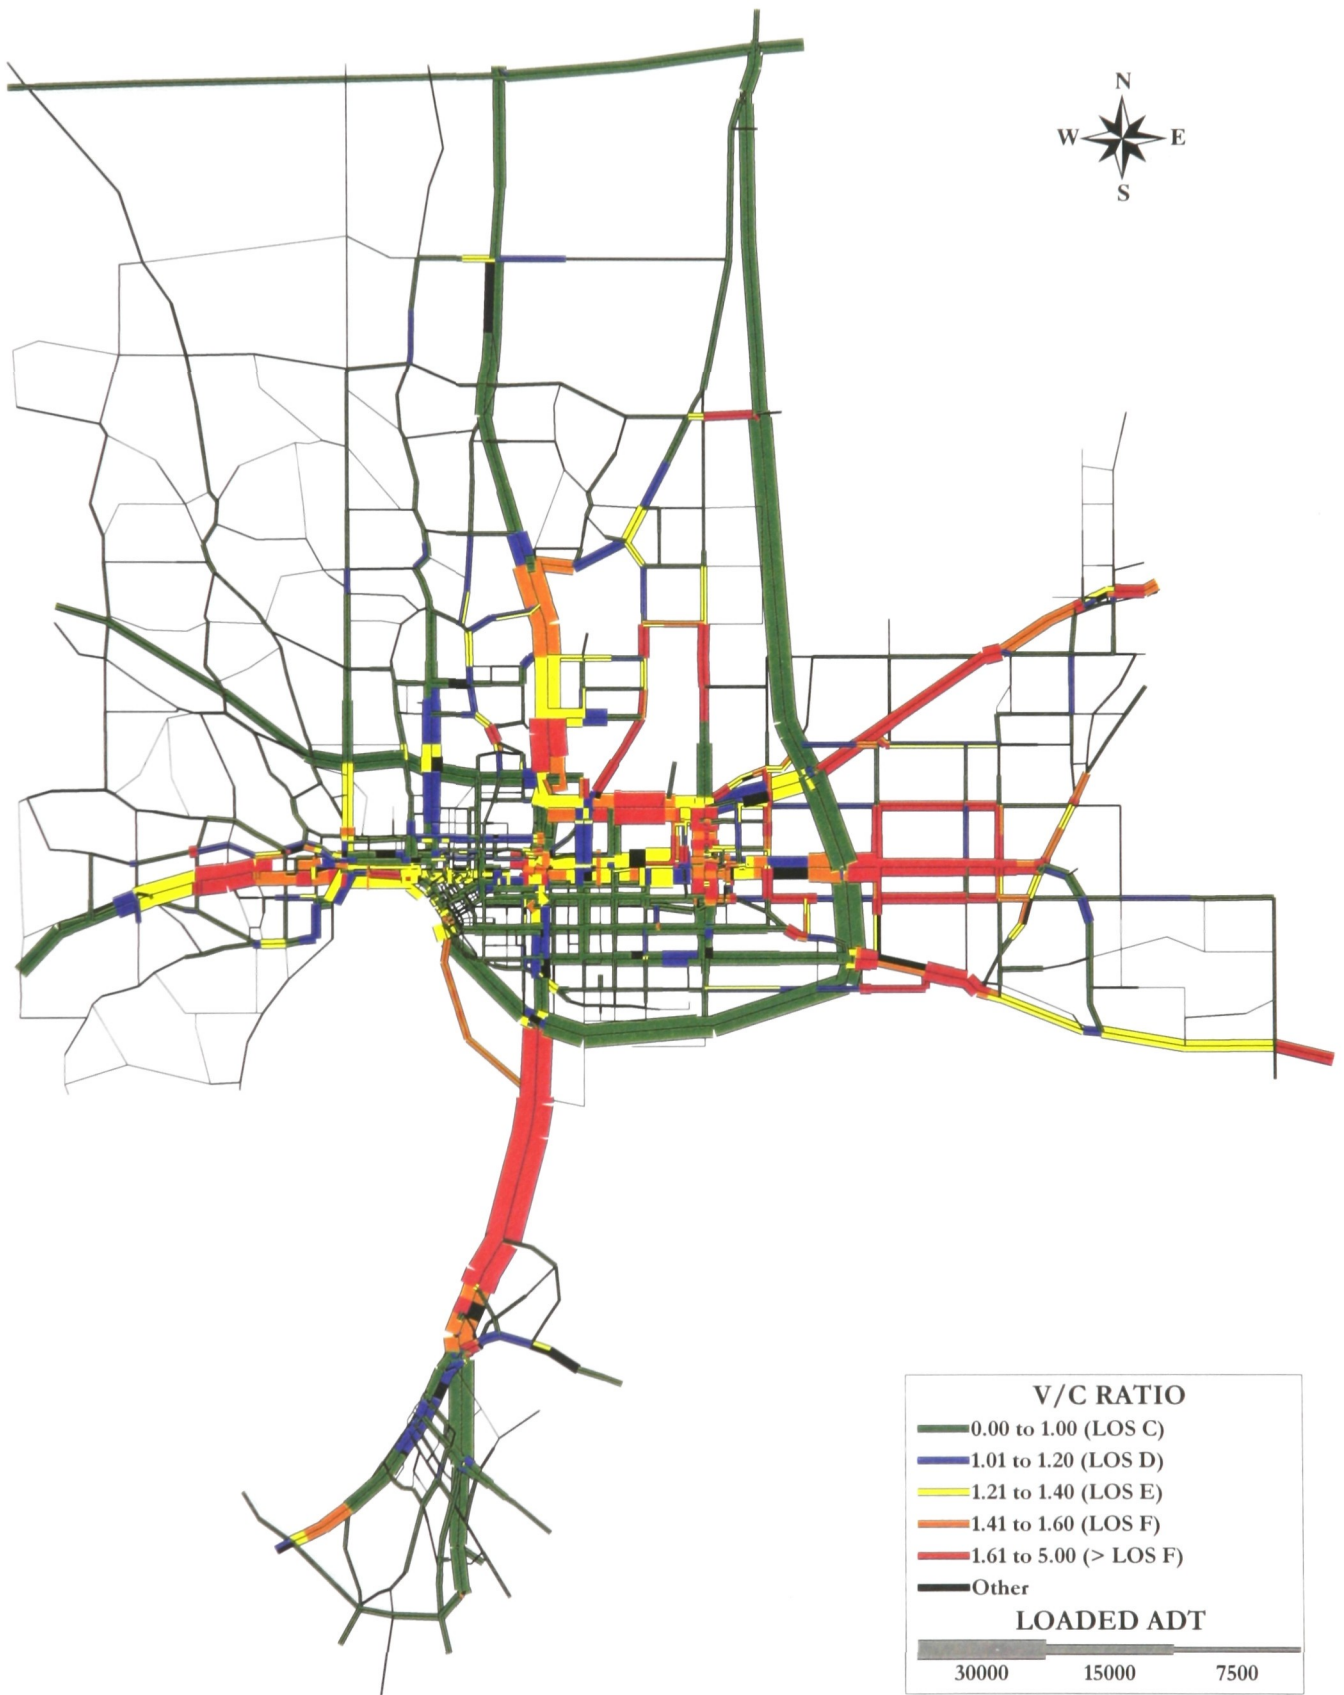 N
W E
S
V/C RATIO
0.00 to 1.00 (LOS C)
1.01 to 1.20 (LOS D)
1.21 to 1.40 (LOS E)
1.41 to 1.60 (LOS F)
1.61 to 5.00 (> LOS F)
Other
LOADED ADT
30000 15000 7500